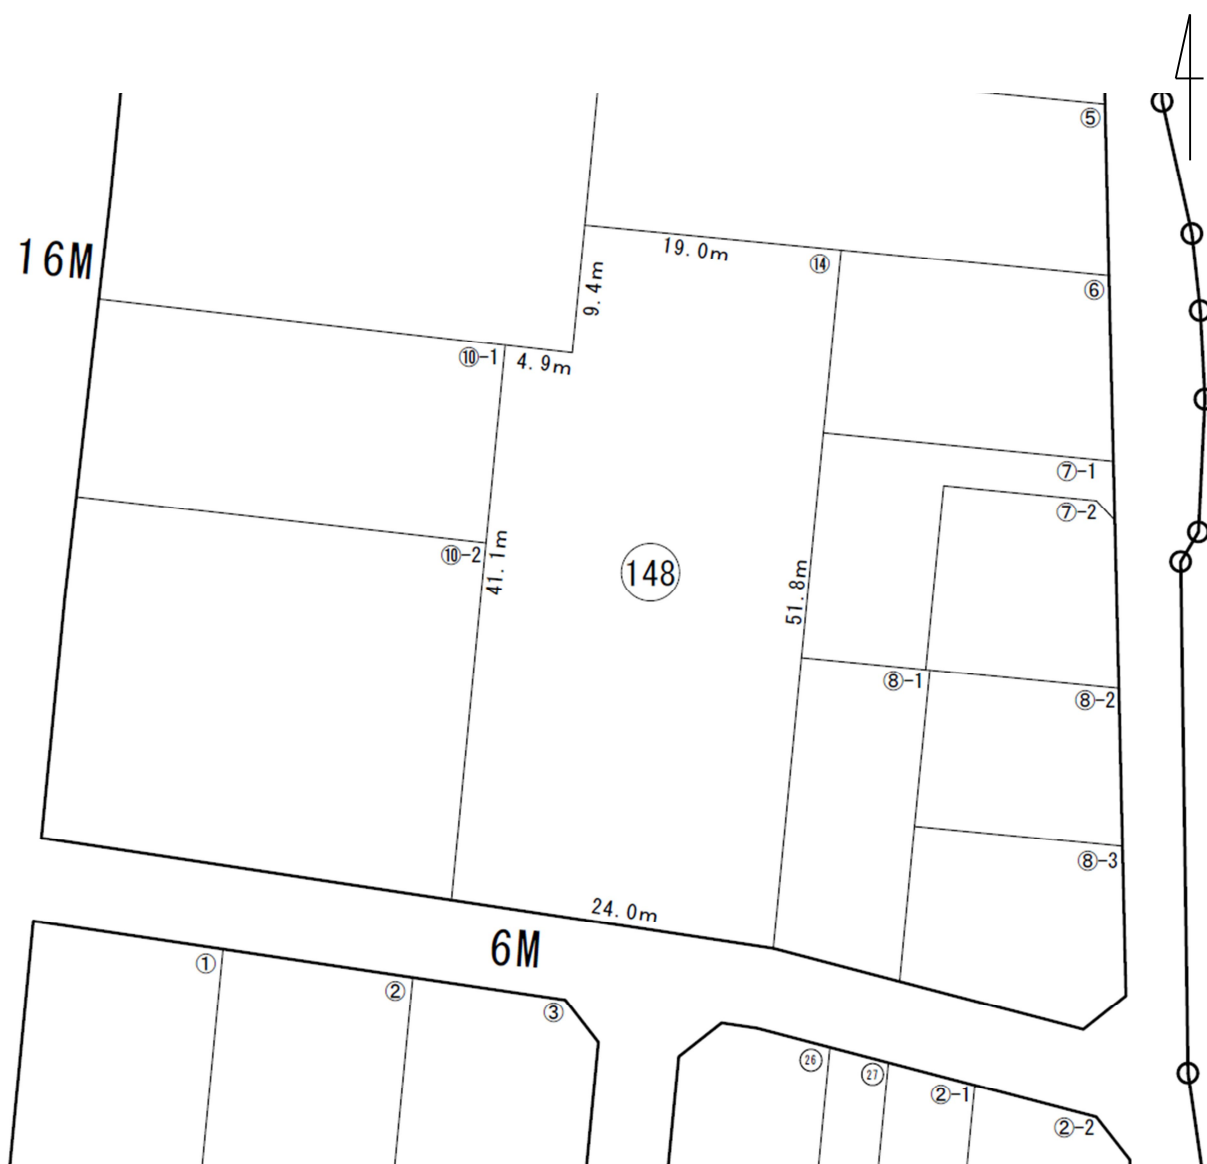 ⑤
16M
19.0m
⑭
⑥
9.4m
⑩-1
4.9m
⑦-1
⑦-2
⑩-2
41.1m
148
51.8m
⑧-1
⑧-2
⑧-3
24.0m
6M
①
②
③
㉖
㉗
②-1
②-2